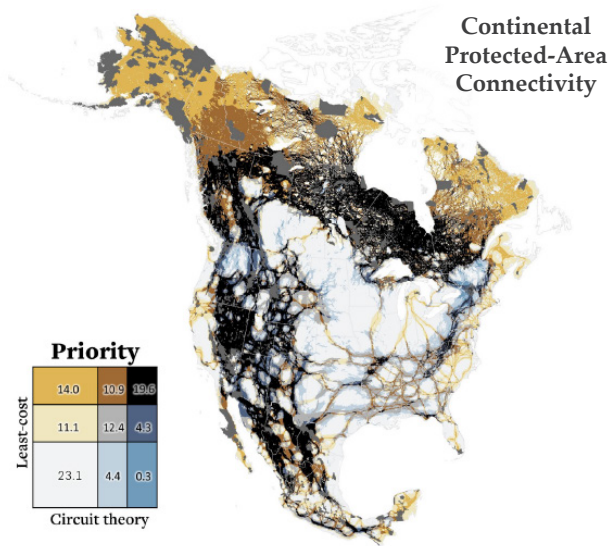 Continental
Protected-Area
Connectivity
Priority
Least-cost
14.0 10.9 19.6
11.1 12.4 4.3
23.1 4.4 0.3
Circuit theory